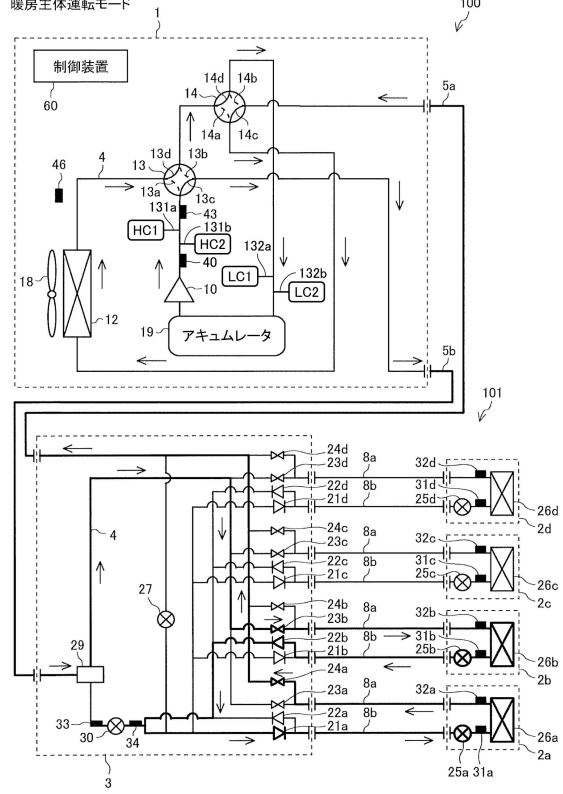 暖房主体運転モード
100
1
制御装置
60
14d 14b
14
14a 14c
5a
46
4
13d 13b
13
13a 13c
131a
43
HC1
131b
HC2
40
132a
LC1
132b
LC2
18
10
12
19
アキュムレータ
5b
101
24d
23d
22d
21d
8a
8b
32d
31d
25d
26d
2d
4
24c
23c
22c
21c
8a
8b
32c
31c
25c
26c
2c
27
24b
23b
22b
21b
8a
8b
32b
31b
25b
26b
2b
29
24a
23a
22a
21a
8a
8b
32a
26a
2a
33
30
34
25a 31a
3